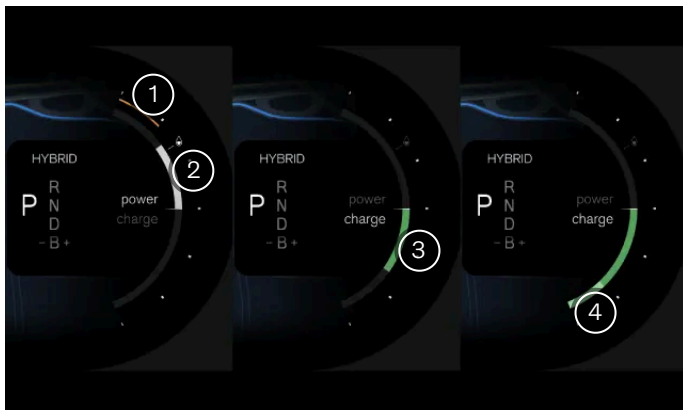 1
2
HYBRID
P
R
N
D
- B +
power
charge
HYBRID
P
R
N
D
- B +
power
charge
3
HYBRID
P
R
N
D
- B +
power
charge
4